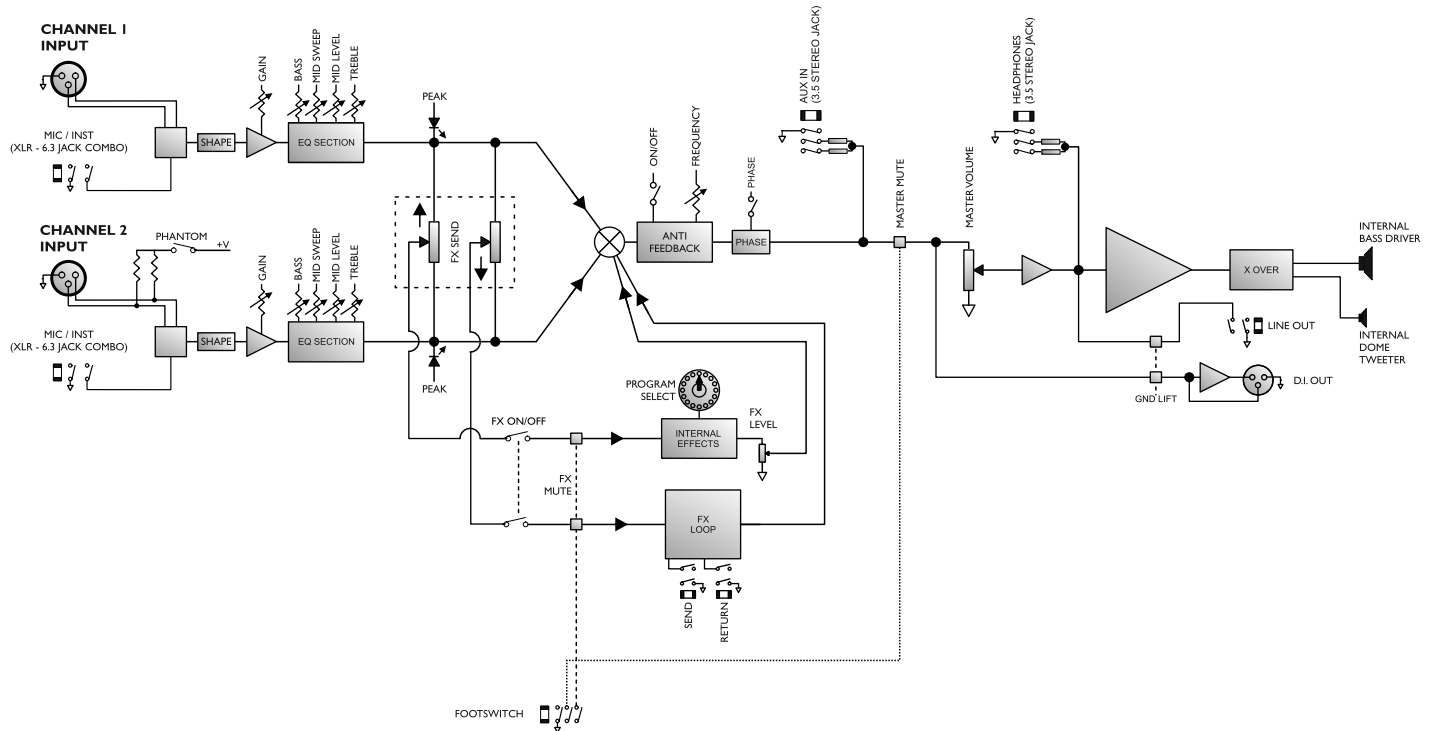 CHANNEL 1
INPUT
MIC / INST
(XLR - 6.3 JACK COMBO)
SHAPE
GAIN
BASS
MID SWEEP
MID LEVEL
TREBLE
EQ SECTION
PEAK
CHANNEL 2
INPUT
PHANTOM
+V
MIC / INST
(XLR - 6.3 JACK COMBO)
SHAPE
GAIN
BASS
MID SWEEP
MID LEVEL
TREBLE
EQ SECTION
PEAK
FX SEND
ON/OFF
FREQUENCY
ANTI
FEEDBACK
PHASE
PHASE
AUX IN
(3.5 STEREO JACK)
MASTER MUTE
MASTER VOLUME
HEADPHONES
(3.5 STEREO JACK)
X OVER
INTERNAL
BASS DRIVER
INTERNAL
DOME
TWEETER
LINE OUT
D.I. OUT
GND LIFT
PROGRAM
SELECT
INTERNAL
EFFECTS
FX
LEVEL
FX ON/OFF
FX
MUTE
FX
LOOP
SEND
RETURN
FOOTSWITCH